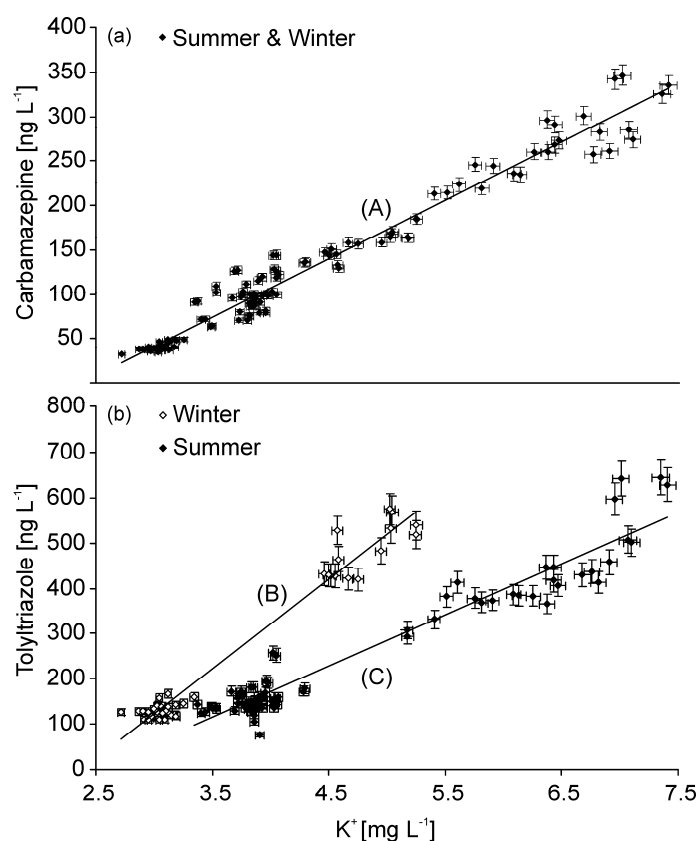 (a)
Summer & Winter
Carbamazepine [ng L⁻¹]
400
350
300
250
200
150
100
50
(A)
(b)
Winter
Summer
Tolyltriazole [ng L⁻¹]
800
700
600
500
400
300
200
100
0
(B)
(C)
2.5 3.5 4.5 5.5 6.5 7.5
K⁺ [mg L⁻¹]